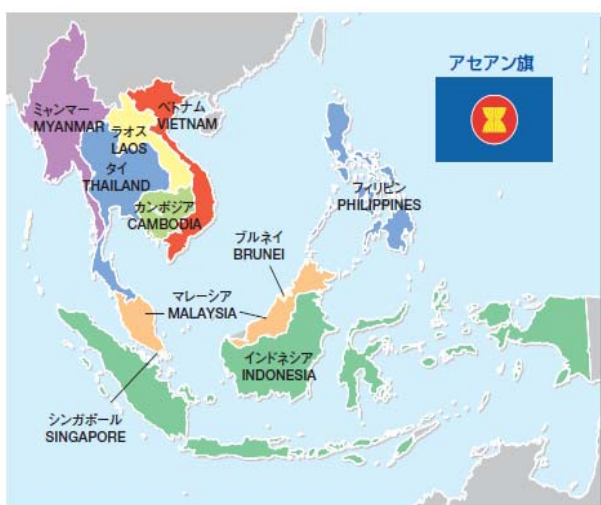 アセアン旗
ミャンマー
MYANMAR
ベトナム
VIETNAM
ラオス
LAOS
タイ
THAILAND
カンボジア
CAMBODIA
フィリピン
PHILIPPINES
ブルネイ
BRUNEI
マレーシア
MALAYSIA
インドネシア
INDONESIA
シンガポール
SINGAPORE